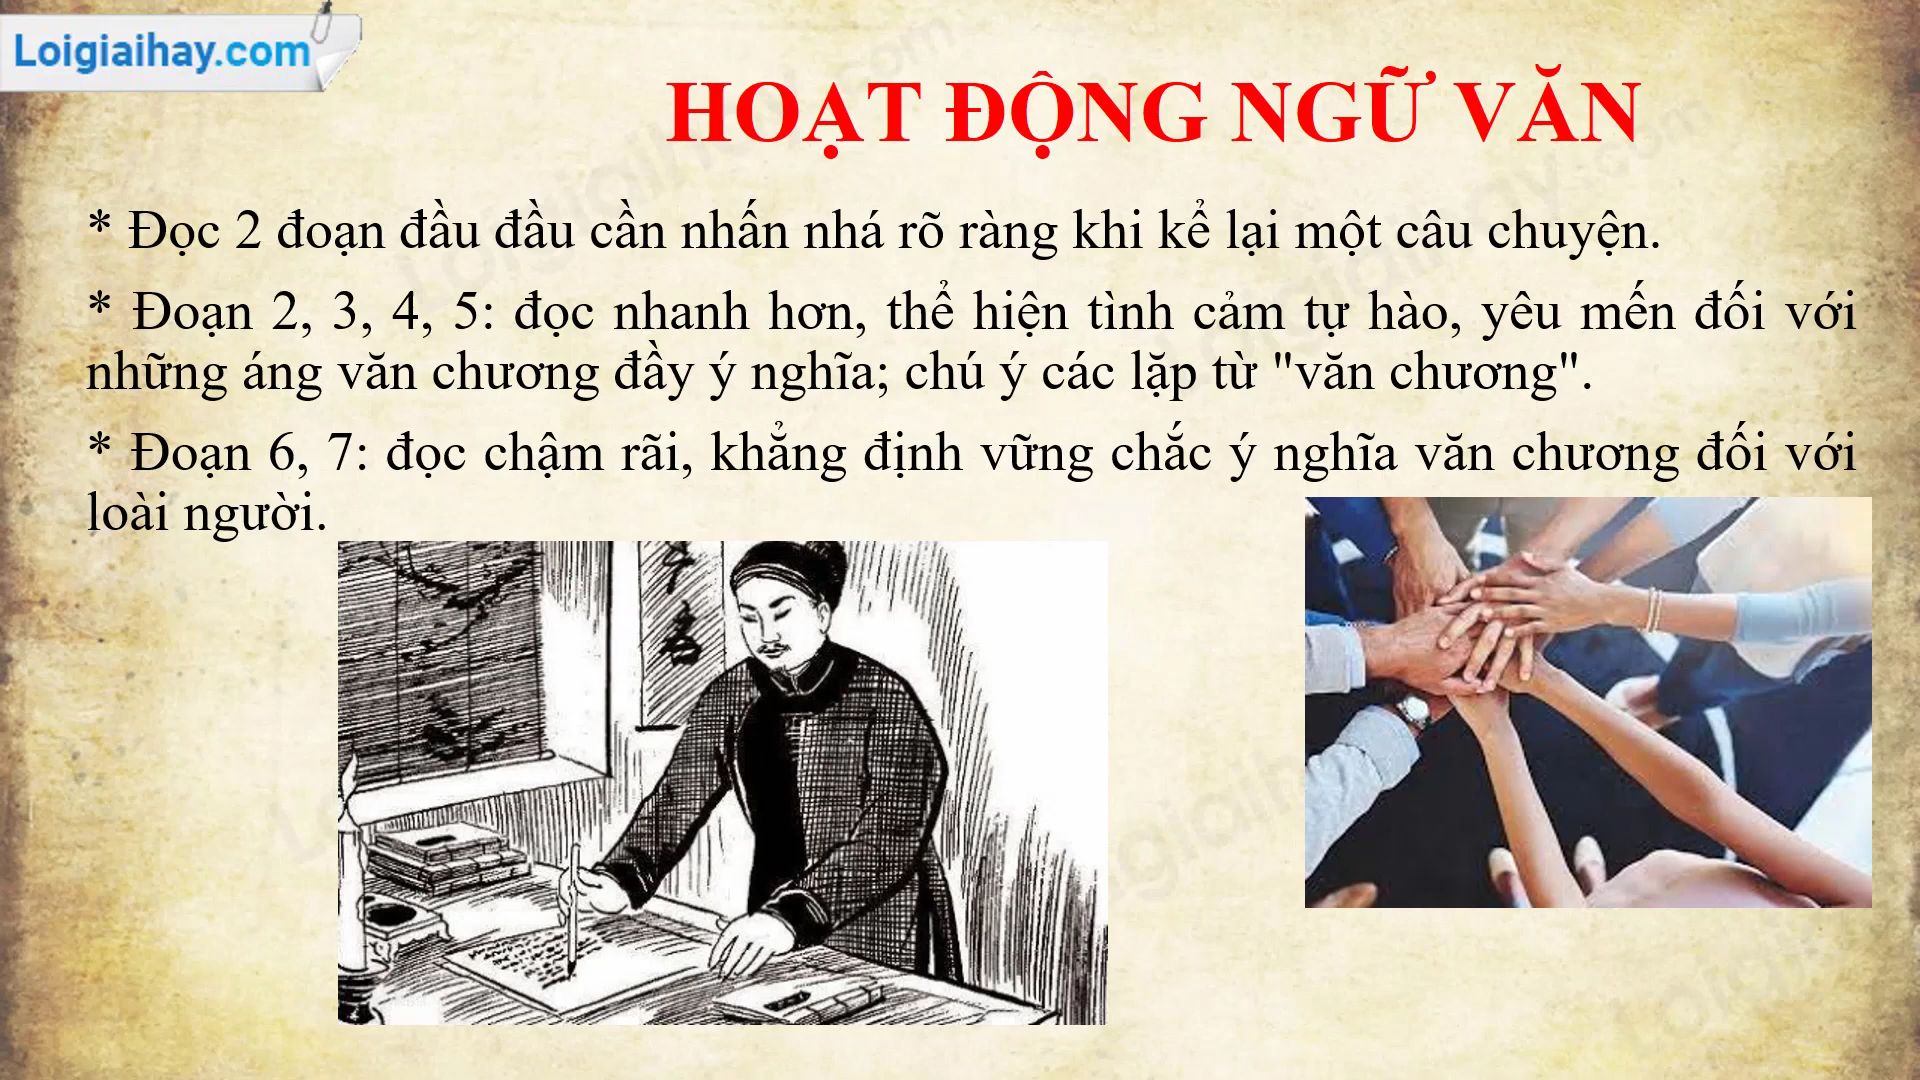 Loigiaihay.com
HOẠT ĐỘNG NGỮ VĂN
* Đọc 2 đoạn đầu đầu cần nhấn nhá rõ ràng khi kể lại một câu chuyện.
* Đoạn 2, 3, 4, 5: đọc nhanh hơn, thể hiện tình cảm tự hào, yêu mến đối với
những áng văn chương đầy ý nghĩa; chú ý các lặp từ "văn chương".
* Đoạn 6, 7: đọc chậm rãi, khẳng định vững chắc ý nghĩa văn chương đối với
loài người.